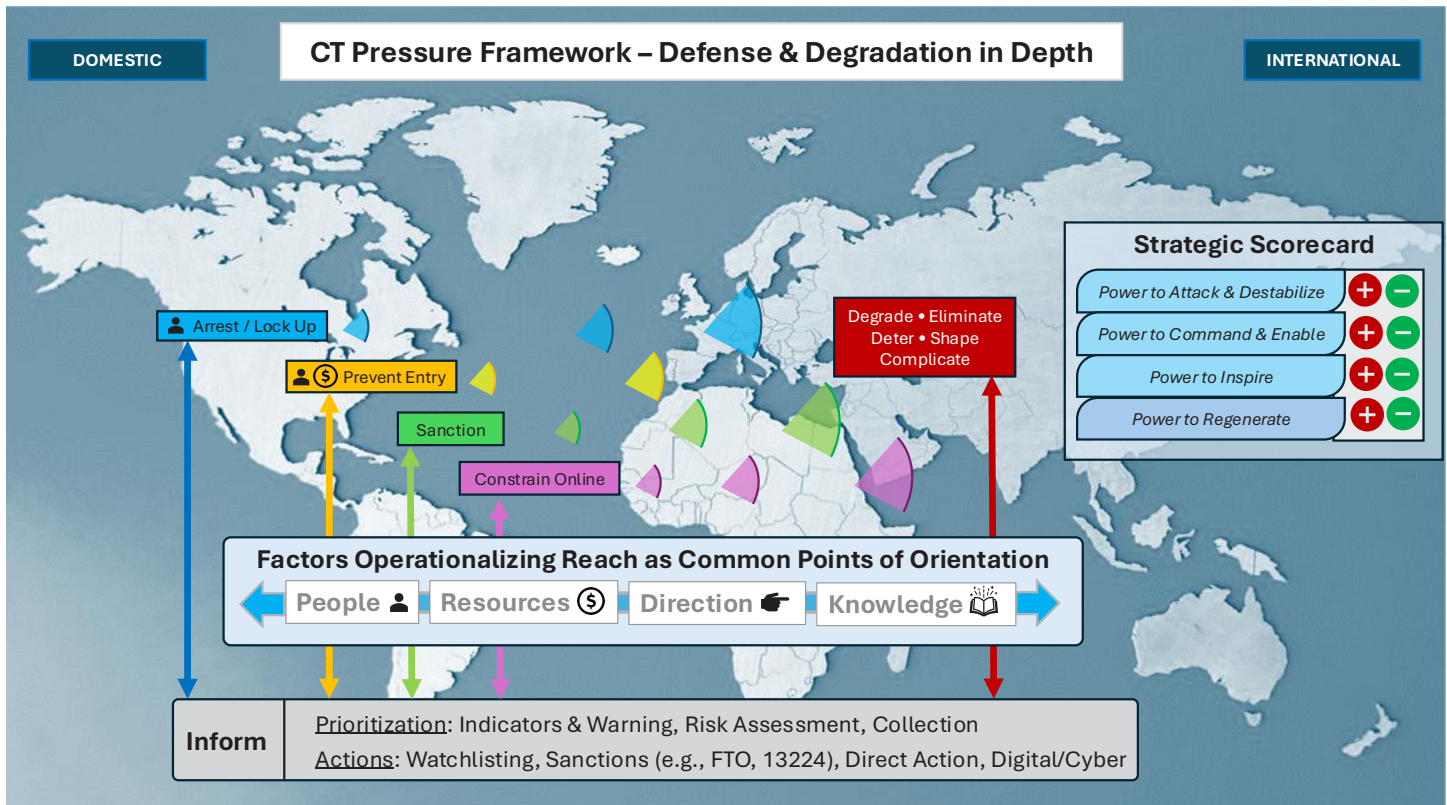 DOMESTIC
CT Pressure Framework – Defense & Degradation in Depth
INTERNATIONAL
Strategic Scorecard
Power to Attack & Destabilize
Power to Command & Enable
Power to Inspire
Power to Regenerate
Arrest / Lock Up
Prevent Entry
Sanction
Constrain Online
Degrade • Eliminate
Deter • Shape
Complicate
Factors Operationalizing Reach as Common Points of Orientation
People
Resources
Direction
Knowledge
Inform
Prioritization: Indicators & Warning, Risk Assessment, Collection
Actions: Watchlisting, Sanctions (e.g., FTO, 13224), Direct Action, Digital/Cyber